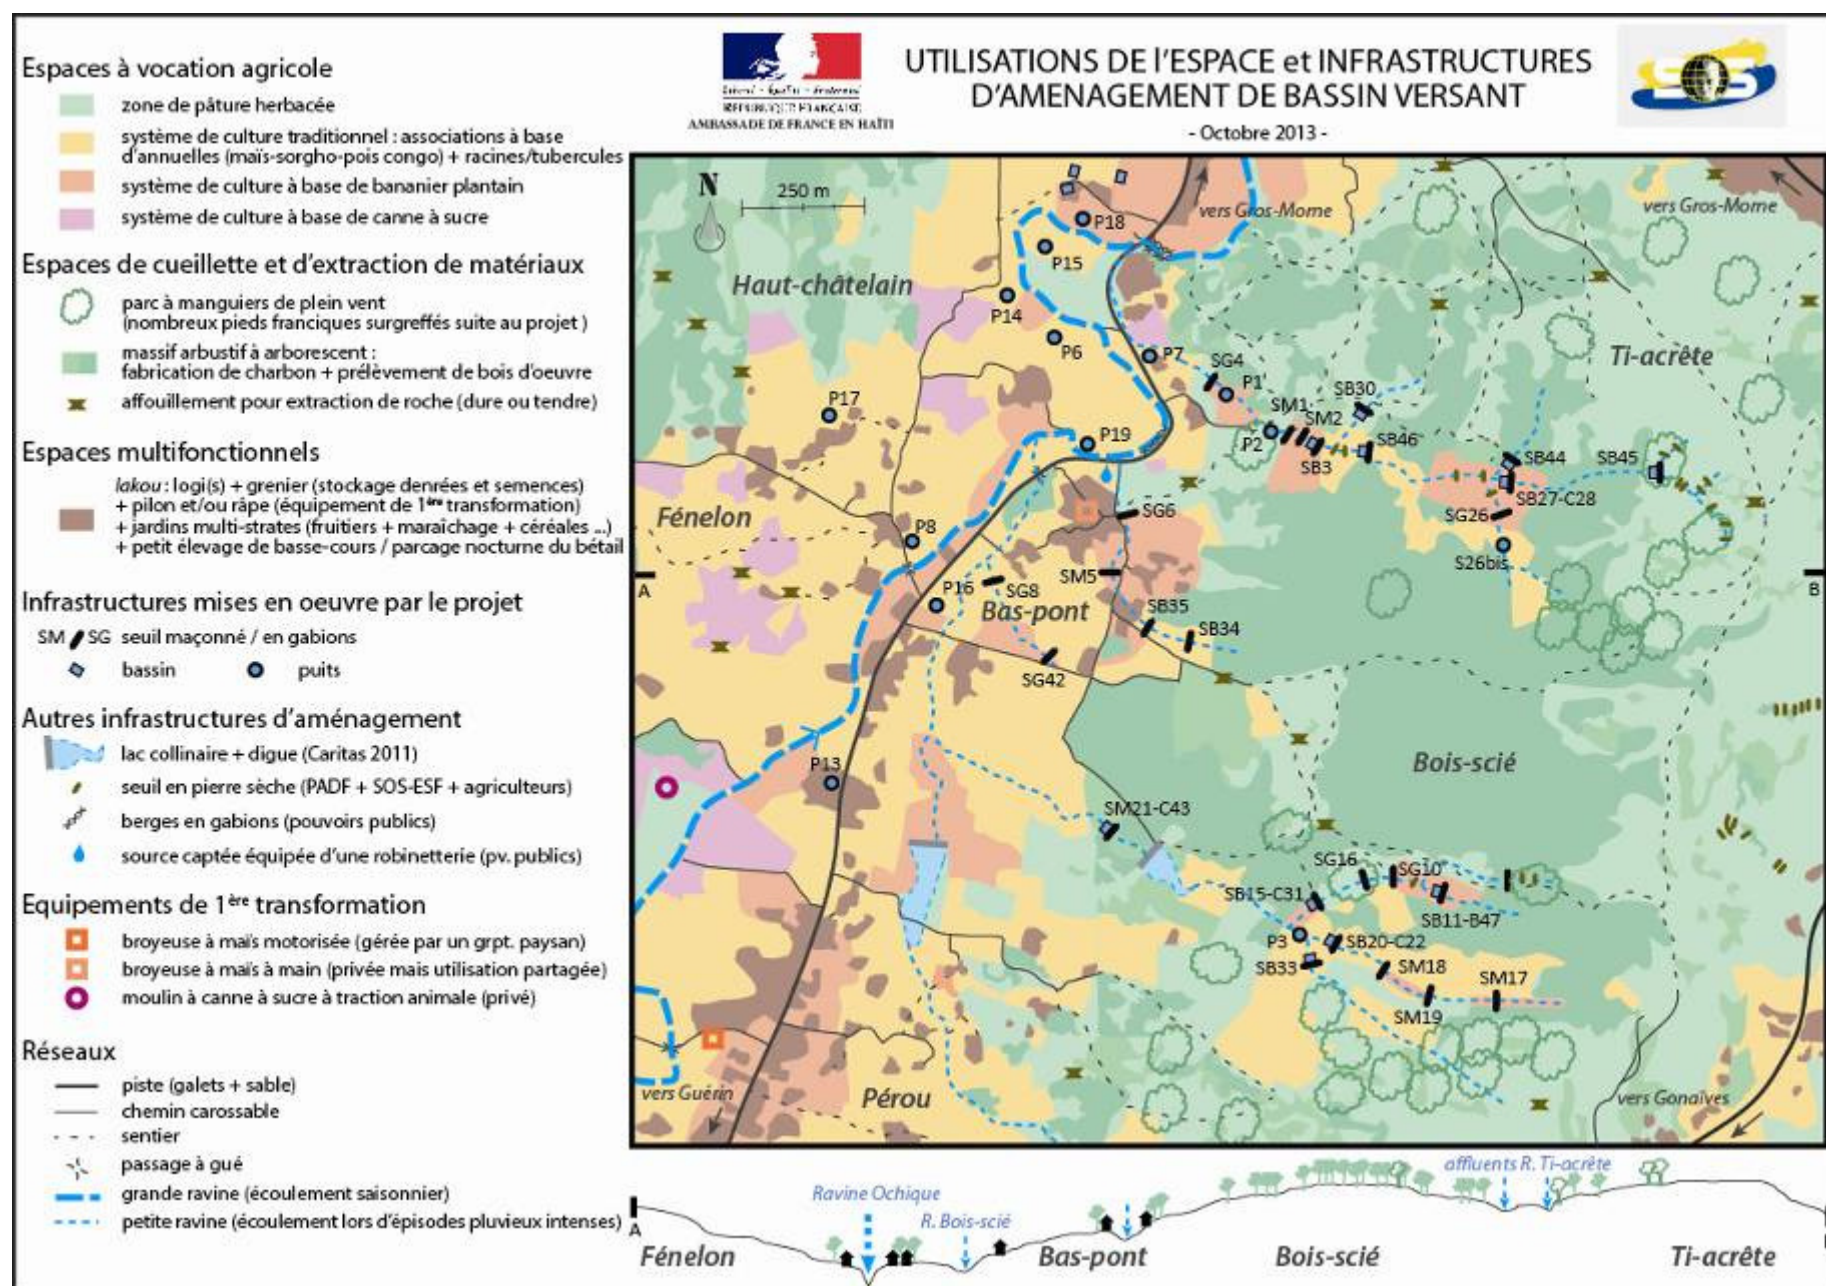 UTILISATIONS DE l'ESPACE et INFRASTRUCTURES
D'AMENAGEMENT DE BASSIN VERSANT
- Octobre 2013 -
Liberté • Égalité • Fraternité
RÉPUBLIQUE FRANÇAISE
AMBASSADE DE FRANCE EN HAÏTI
SOS
Espaces à vocation agricole
zone de pâture herbacée
système de culture traditionnel : associations à base
d'annuelles (maïs-sorgho-pois congo) + racines/tubercules
système de culture à base de bananier plantain
système de culture à base de canne à sucre
Espaces de cueillette et d'extraction de matériaux
parc à manguiers de plein vent
(nombreux pieds franciques surgreffés suite au projet )
massif arbustif à arborescent :
fabrication de charbon + prélèvement de bois d'oeuvre
affouillement pour extraction de roche (dure ou tendre)
Espaces multifonctionnels
lakou : logi(s) + grenier (stockage denrées et semences)
+ pilon et/ou râpe (équipement de 1ère transformation)
+ jardins multi-strates (fruitiers + maraîchage + céréales ...)
+ petit élevage de basse-cours / parcage nocturne du bétail
Infrastructures mises en oeuvre par le projet
SM SG seuil maçonné / en gabions
bassin puits
Autres infrastructures d'aménagement
lac collinaire + digue (Caritas 2011)
seuil en pierre sèche (PADF + SOS-ESF + agriculteurs)
berges en gabions (pouvoirs publics)
source captée équipée d'une robinetterie (pv. publics)
Equipements de 1ère transformation
broyeuse à maïs motorisée (gérée par un grpt. paysan)
broyeuse à maïs à main (privée mais utilisation partagée)
moulin à canne à sucre à traction animale (privé)
Réseaux
piste (galets + sable)
chemin carossable
sentier
passage à gué
grande ravine (écoulement saisonnier)
petite ravine (écoulement lors d'épisodes pluvieux intenses)
N
250 m
vers Gros-Morne
vers Gros-Morne
P18
P15
Haut-châtelain
P14
P6
P7
SG4
P1
Ti-acrête
SB30
P17
SM1
SM2
P2
P19
SB46
SB3
SB44
SB45
SB27-C28
Fénelon
SG6
SG26
P8
S26bis
SM5
A
B
P16
SG8
Bas-pont
SB35
SB34
SG42
P13
Bois-scié
SM21-C43
SG16
SG10
SB15-C31
SB11-B47
P3
SB20-C22
SB33
SM18
SM17
SM19
vers Guérin
Pérou
vers Gonaïves
affluents R. Ti-acrête
Ravine Ochique
R. Bois-scié
A
Fénelon
Bas-pont
Bois-scié
Ti-acrête